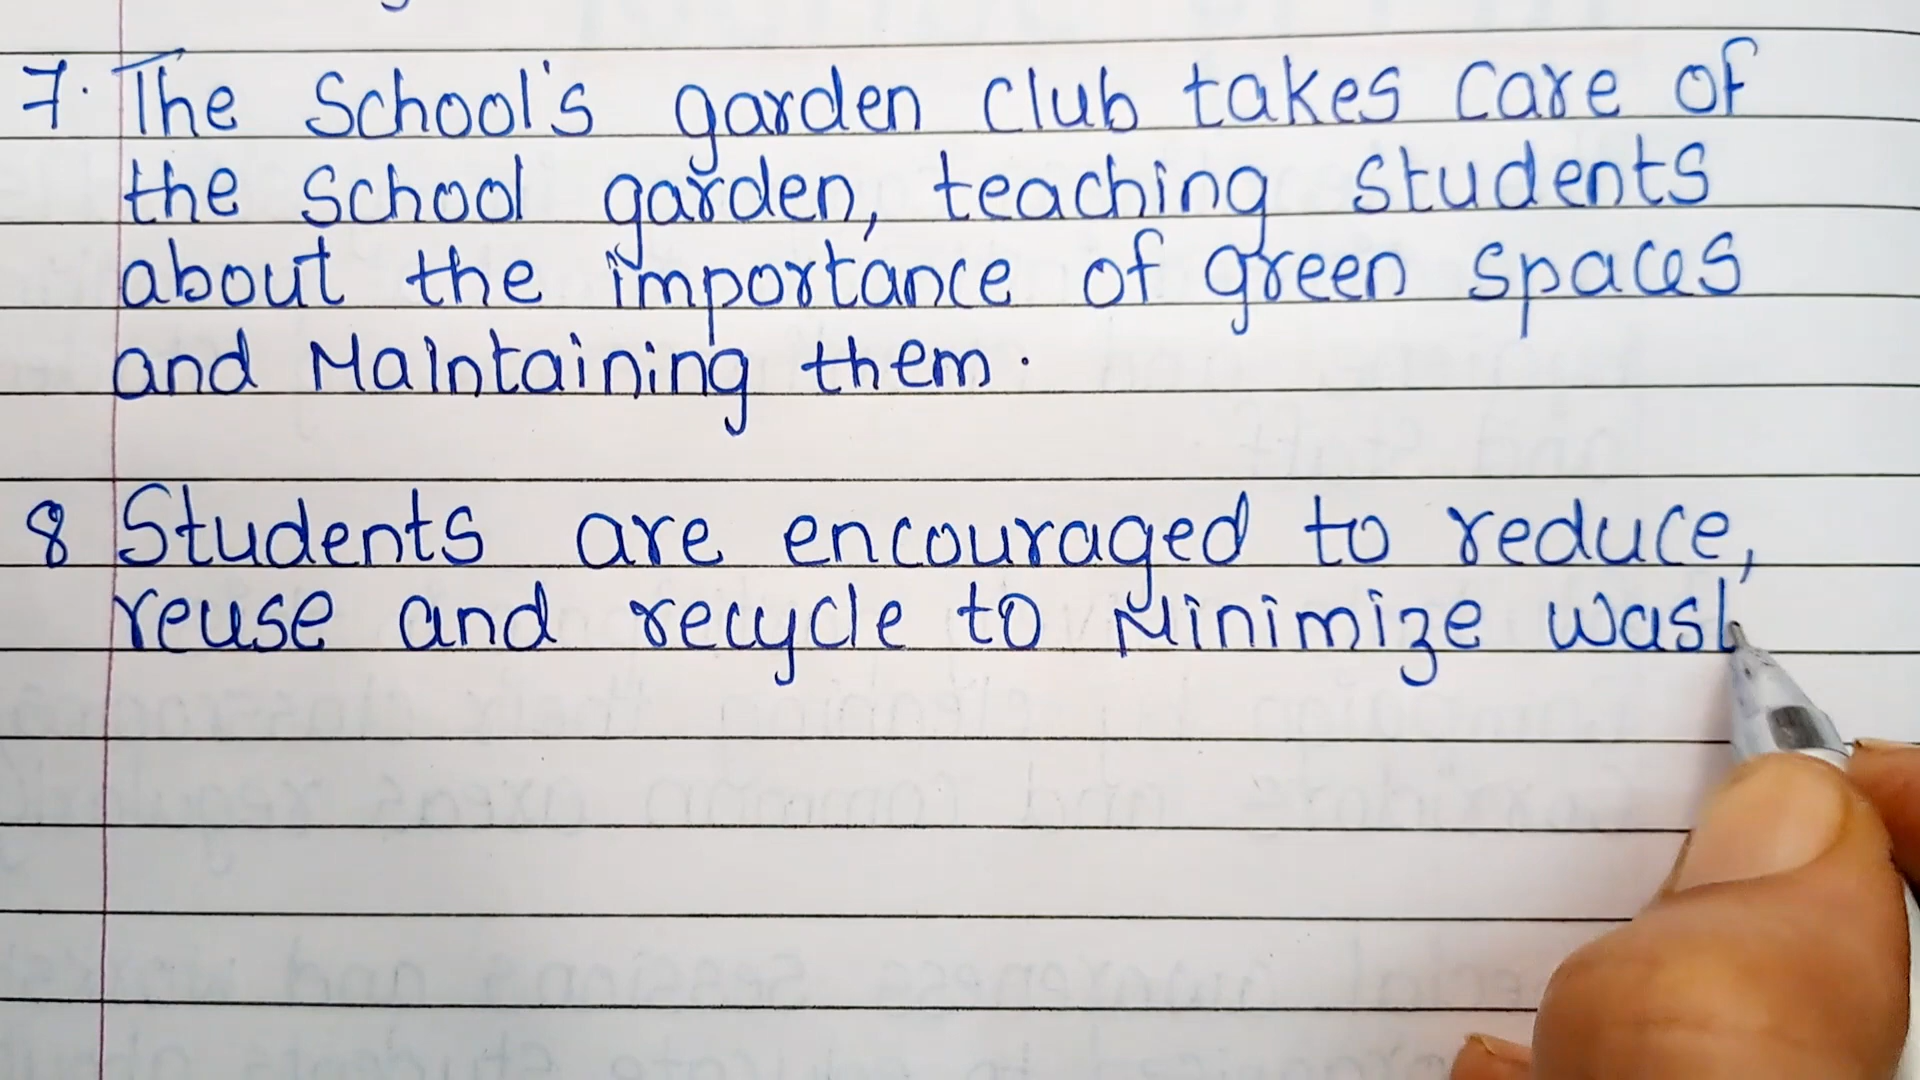 7. The School's garden club takes care of
the school garden, teaching students
about the importance of green spaces
and Maintaining them.
8 Students are encouraged to reduce,
reuse and recycle to Minimize